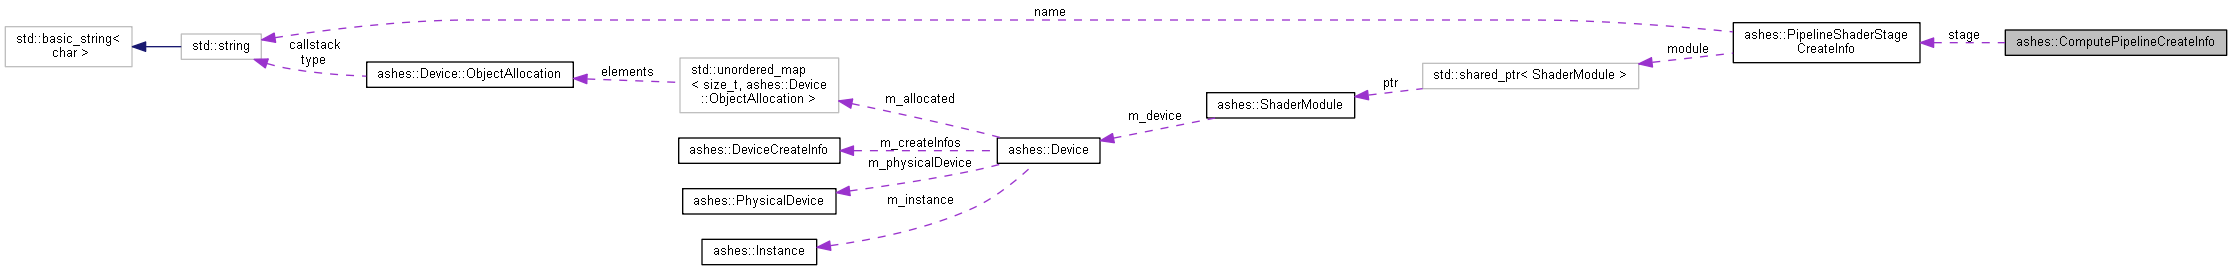 name
std::basic_string<
char >
std::string
callstack
type
ashes::Device::ObjectAllocation
elements
std::unordered_map
< size_t, ashes::Device
::ObjectAllocation >
m_allocated
ashes::DeviceCreateInfo
m_createInfos
m_physicalDevice
ashes::PhysicalDevice
m_instance
ashes::Instance
ashes::Device
m_device
ashes::ShaderModule
ptr
std::shared_ptr< ShaderModule >
module
ashes::PipelineShaderStage
CreateInfo
stage
ashes::ComputePipelineCreateInfo